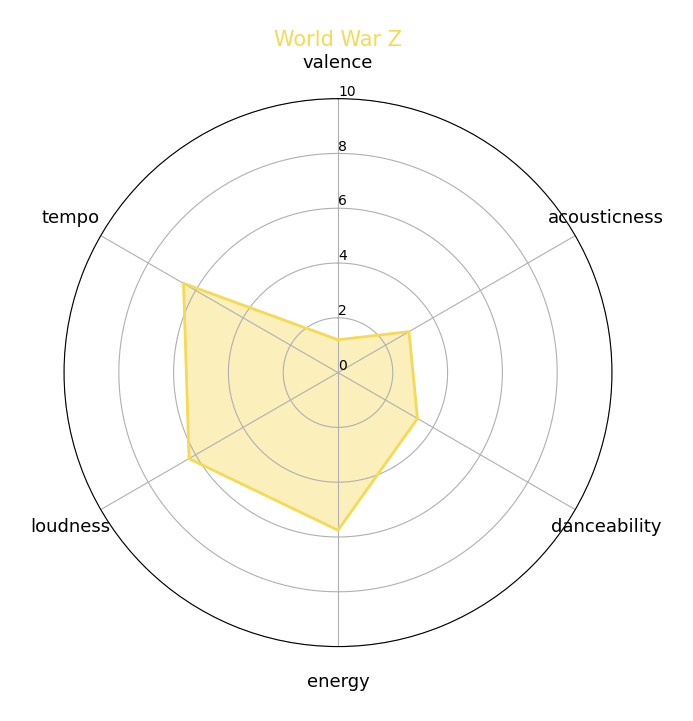 World War Z
valence
10
8
tempo
acousticness
6
4
2
0
loudness
danceability
energy